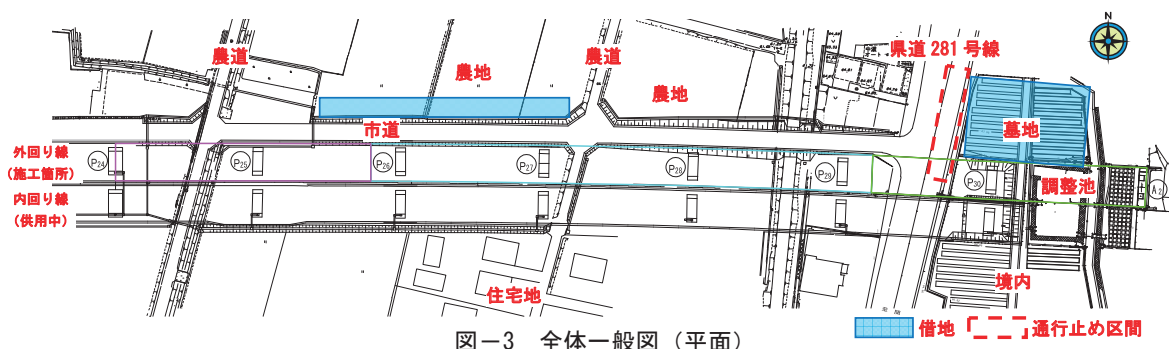 N
県道 281 号線
農道
農道
農地
農地
墓地
市道
外回り線
(施工箇所)
P24
P25
P26
P27
P28
P29
P30
調整池
A2
内回り線
(供用中)
住宅地
境内
借地
通行止め区間
図-3 全体一般図(平面)